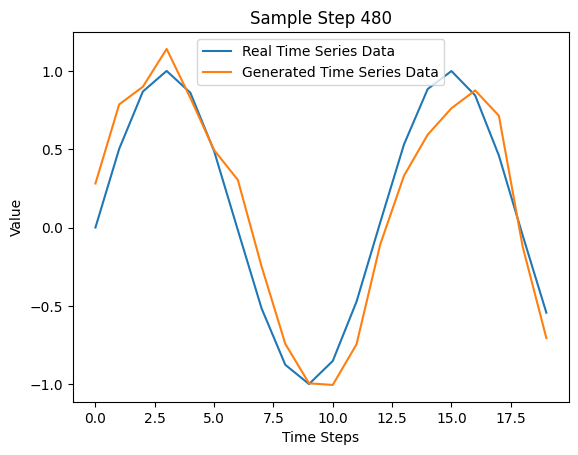 Sample Step 480
Real Time Series Data
Generated Time Series Data
1.0
0.5
0.0
−0.5
−1.0
Value
0.0 2.5 5.0 7.5 10.0 12.5 15.0 17.5
Time Steps